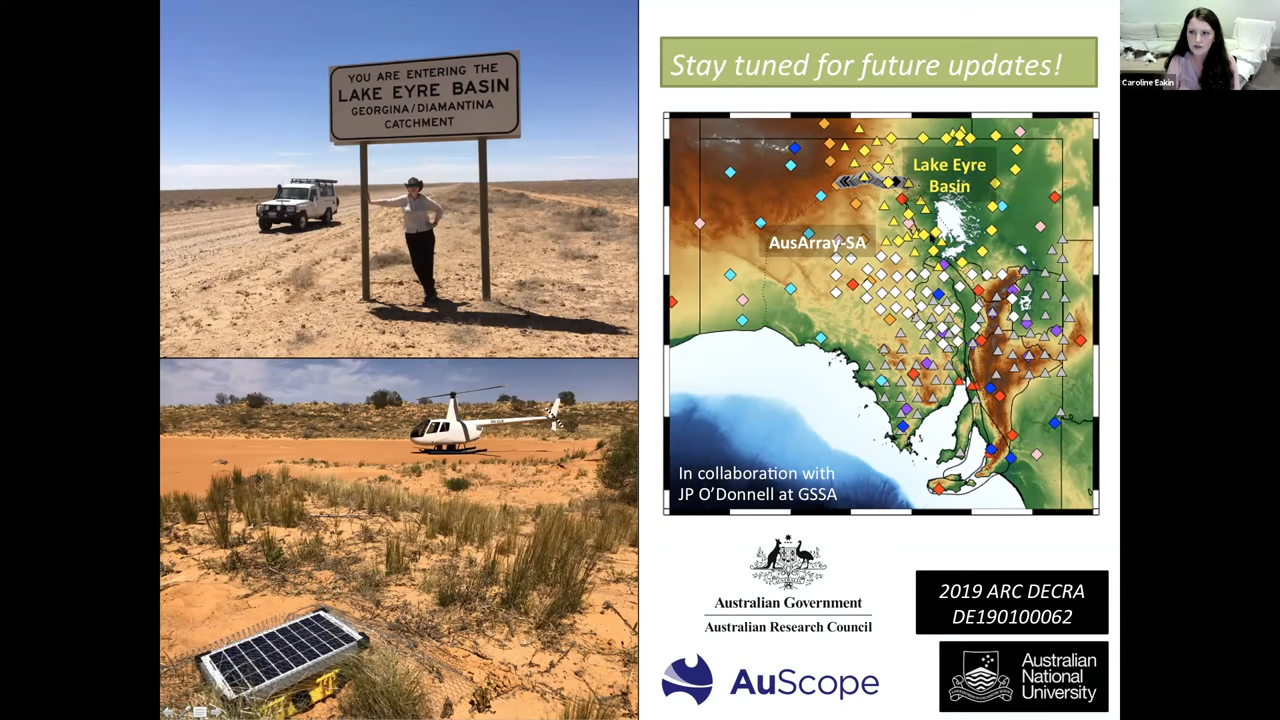 YOU ARE ENTERING THE
LAKE EYRE BASIN
GEORGINA/DIAMANTINA
CATCHMENT
Stay tuned for future updates!
Caroline Eakin
Lake Eyre
Basin
AusArray-SA
In collaboration with
JP O'Donnell at GSSA
Australian Government
Australian Research Council
2019 ARC DECRA
DE190100062
AuScope
Australian
National
University